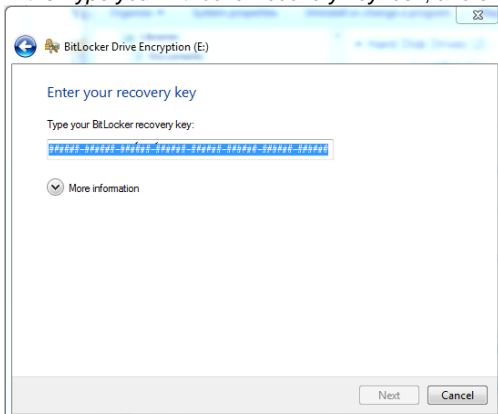 BitLocker Drive Encryption (E:)
Enter your recovery key
Type your BitLocker recovery key:
######-######-######-######-######-######-######-######
More information
Next Cancel